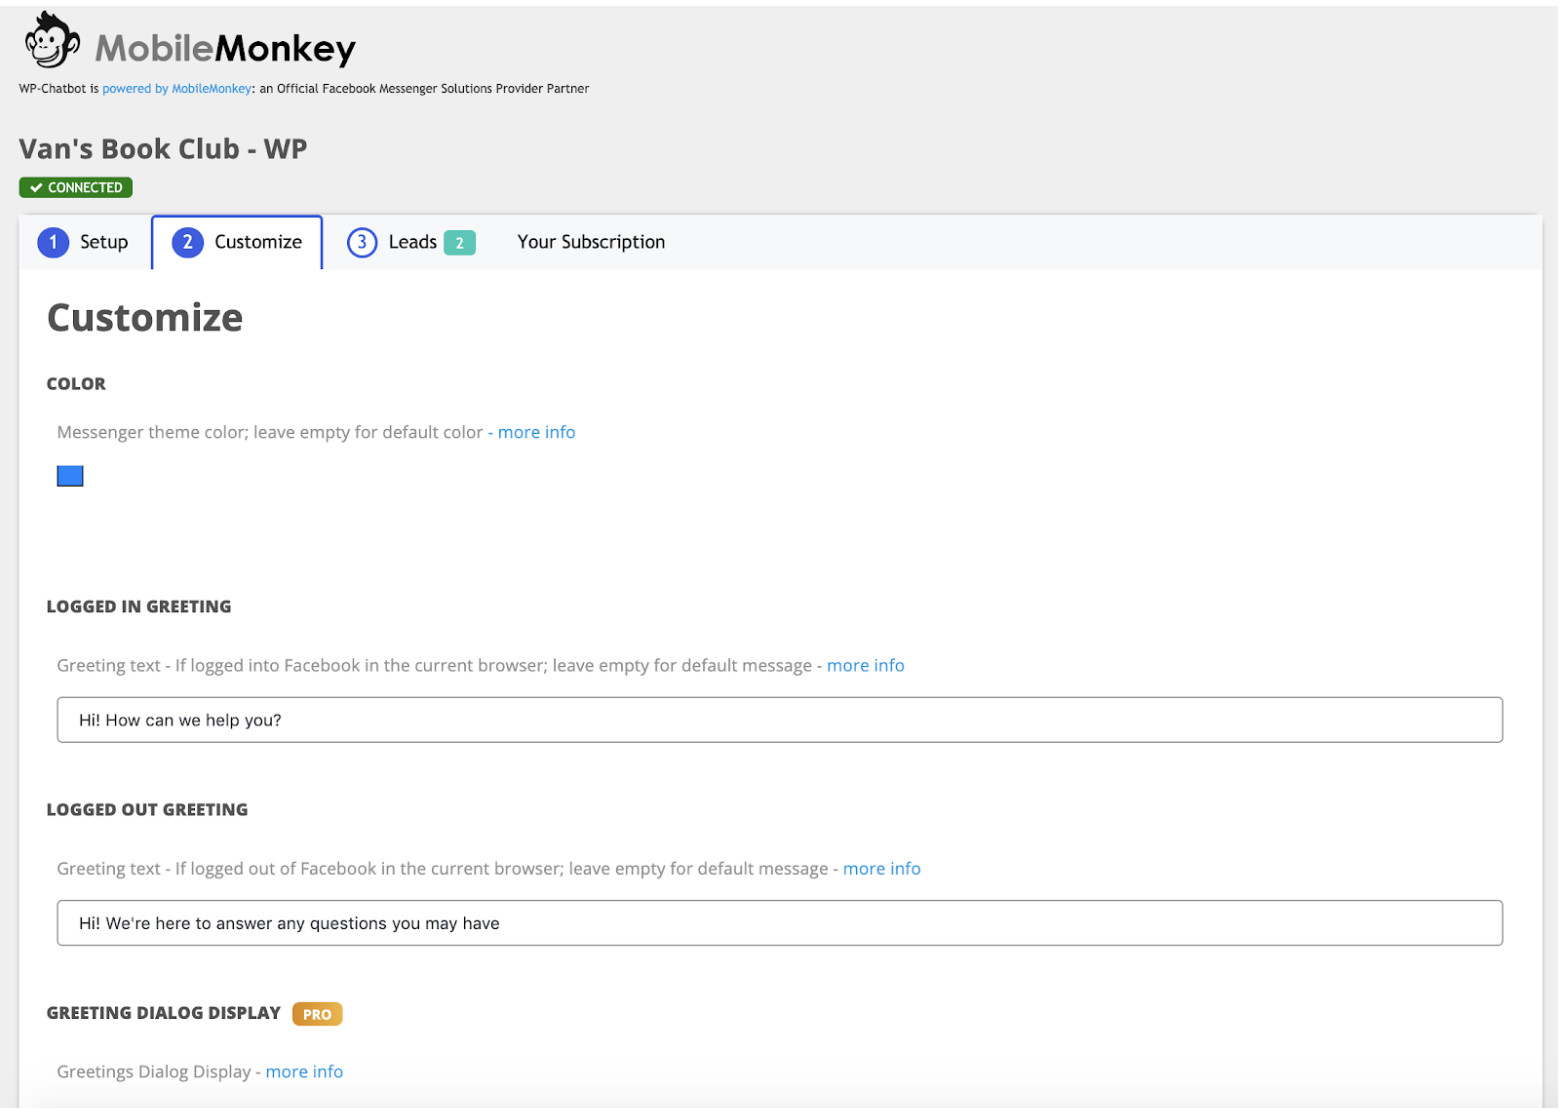 MobileMonkey
WP-Chatbot is powered by MobileMonkey: an Official Facebook Messenger Solutions Provider Partner
Van's Book Club - WP
CONNECTED
1 Setup 2 Customize 3 Leads 2 Your Subscription
Customize
COLOR
Messenger theme color; leave empty for default color - more info
LOGGED IN GREETING
Greeting text - If logged into Facebook in the current browser; leave empty for default message - more info
Hi! How can we help you?
LOGGED OUT GREETING
Greeting text - If logged out of Facebook in the current browser; leave empty for default message - more info
Hi! We're here to answer any questions you may have
GREETING DIALOG DISPLAY PRO
Greetings Dialog Display - more info